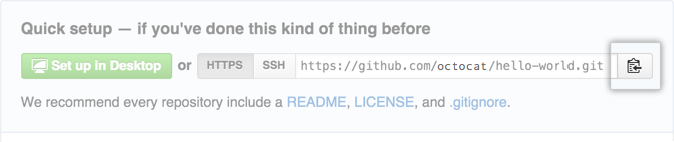 Quick setup — if you've done this kind of thing before
Set up in Desktop or HTTPS SSH https://github.com/octocat/hello-world.git
We recommend every repository include a README, LICENSE, and .gitignore.